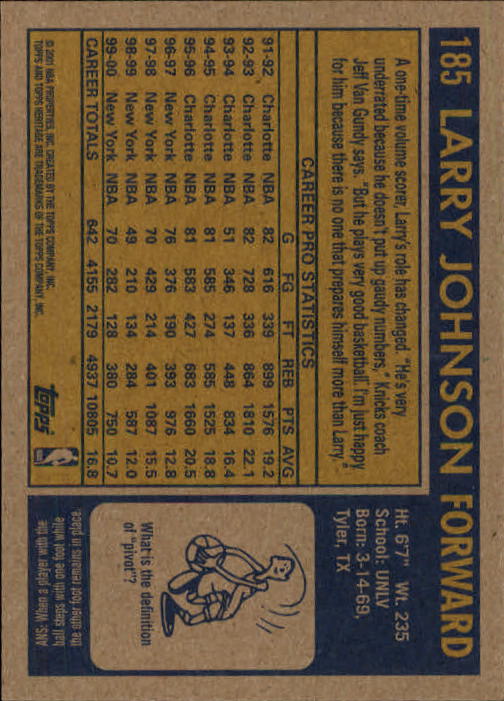 185 LARRY JOHNSON FORWARD
A one-time volume scorer, Larry's role has changed. "He's very
underrated because he doesn't put up gaudy numbers," Knicks coach
Jeff Van Gundy says. "But he plays very good basketball. I'm just happy
for him because there is no one that prepares himself more than Larry."
Ht. 6'7" Wt. 235
School: UNLV
Born: 3-14-69,
Tyler, TX
CAREER PRO STATISTICS
G FG FT REB PTS AVG
91-92 Charlotte NBA 82 616 339 899 1576 19.2
92-93 Charlotte NBA 82 728 336 864 1810 22.1
93-94 Charlotte NBA 51 346 137 448 834 16.4
94-95 Charlotte NBA 81 585 274 585 1525 18.8
95-96 Charlotte NBA 81 583 427 683 1660 20.5
96-97 New York NBA 76 376 190 393 976 12.8
97-98 New York NBA 70 429 214 401 1087 15.5
98-99 New York NBA 49 210 134 284 587 12.0
99-00 New York NBA 70 282 128 380 750 10.7
CAREER TOTALS 642 4155 2179 4937 10805 16.8
© 2001 NBA PROPERTIES, INC. CREATED BY THE TOPPS COMPANY, INC.
TOPPS AND TOPPS HERITAGE ARE TRADEMARKS OF THE TOPPS COMPANY, INC.
Topps
What is the definition
of "pivot"?
ANS: When a player with the
ball steps with one foot while
the other foot remains in place.